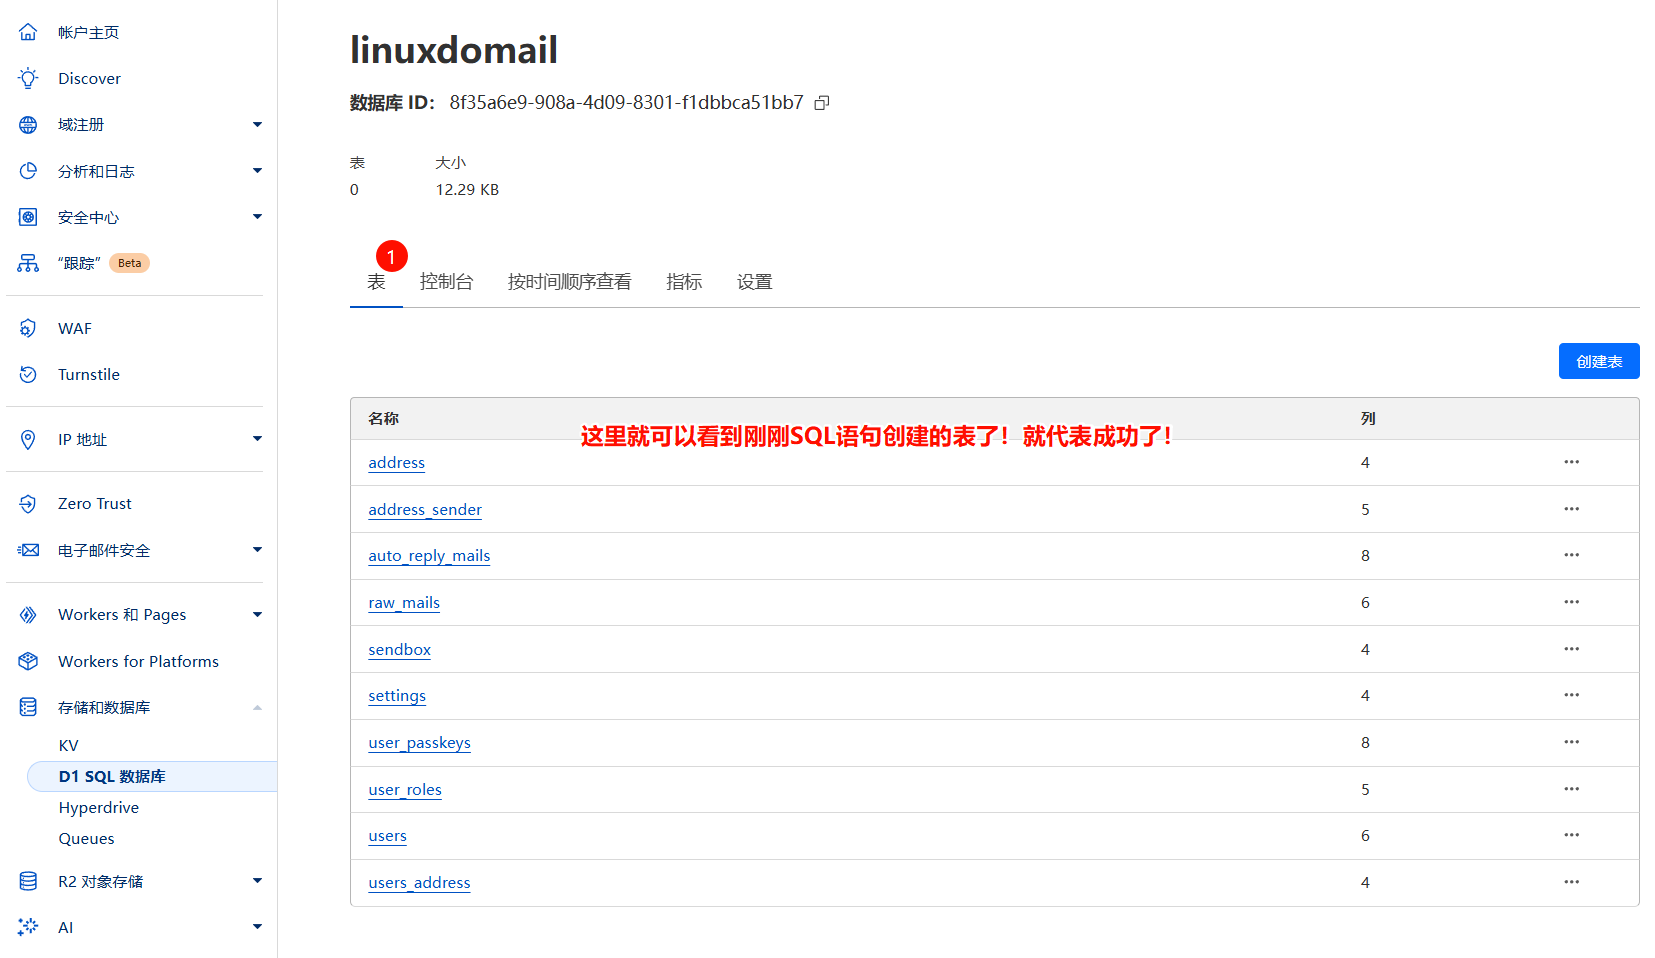 帐户主页
Discover
域注册
分析和日志
安全中心
“跟踪” Beta
WAF
Turnstile
IP 地址
Zero Trust
电子邮件安全
Workers 和 Pages
Workers for Platforms
存储和数据库
KV
D1 SQL 数据库
Hyperdrive
Queues
R2 对象存储
AI
linuxdomail
数据库 ID： 8f35a6e9-908a-4d09-8301-f1dbbca51bb7
表 大小
0 12.29 KB
1
表 控制台 按时间顺序查看 指标 设置
创建表
名称 列
这里就可以看到刚刚SQL语句创建的表了！就代表成功了！
address 4
address_sender 5
auto_reply_mails 8
raw_mails 6
sendbox 4
settings 4
user_passkeys 8
user_roles 5
users 6
users_address 4